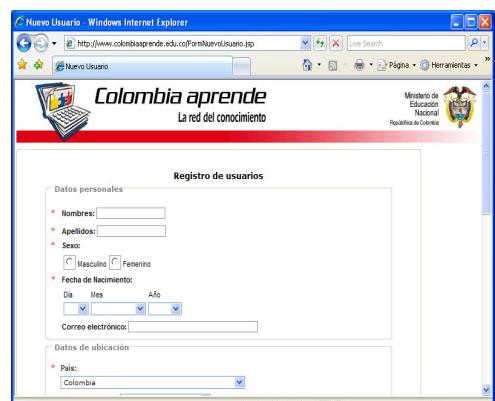 Nuevo Usuario - Windows Internet Explorer
http://www.colombiaaprende.edu.co/FormNuevoUsuario.jsp
Live Search
Nuevo Usuario
Página
Herramientas
»
Colombia aprende
La red del conocimiento
Ministerio de
Educación
Nacional
República de Colombia
Registro de usuarios
Datos personales
* Nombres:
* Apellidos:
* Sexo:
Masculino Femenino
* Fecha de Nacimiento:
Día Mes Año
Correo electrónico:
Datos de ubicación
* Pais:
Colombia